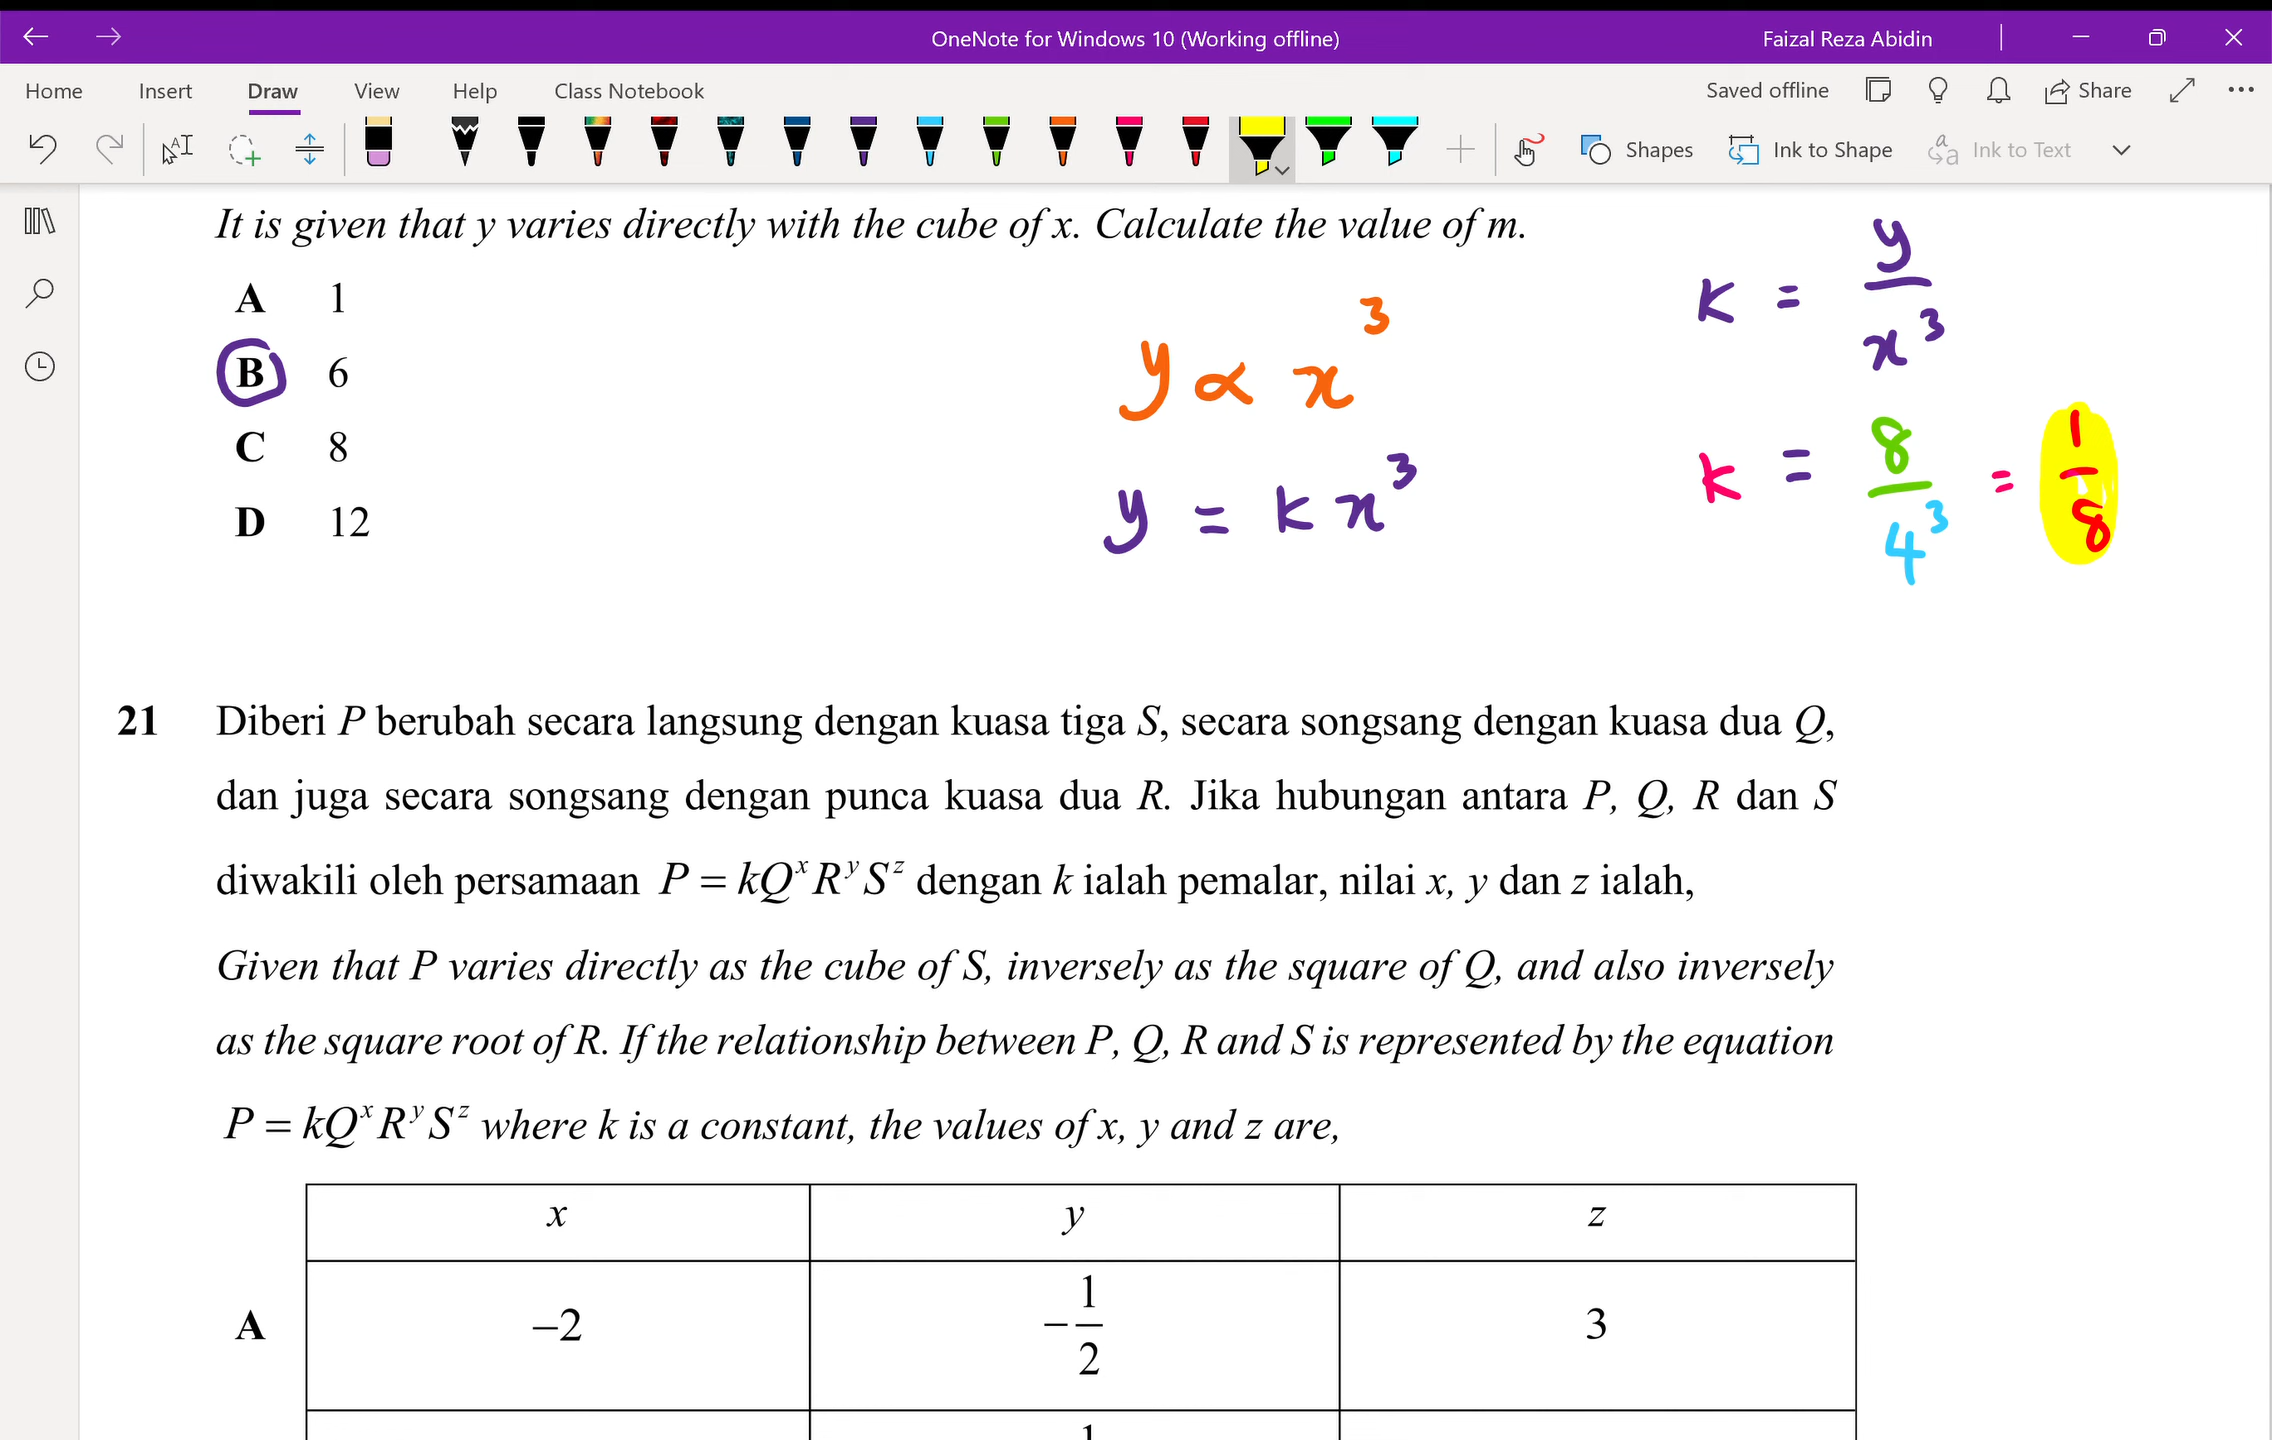 OneNote for Windows 10 (Working offline)
Faizal Reza Abidin
Home Insert Draw View Help Class Notebook
Saved offline Share
Shapes Ink to Shape Ink to Text
It is given that y varies directly with the cube of x. Calculate the value of m.
A 1
B 6
C 8
D 12
y ∝ x³
y = kx³
k = y/x³
k = 8/4³ = 1/8
21 Diberi P berubah secara langsung dengan kuasa tiga S, secara songsang dengan kuasa dua Q,
dan juga secara songsang dengan punca kuasa dua R. Jika hubungan antara P, Q, R dan S
diwakili oleh persamaan P = kQˣRʸSᶻ dengan k ialah pemalar, nilai x, y dan z ialah,
Given that P varies directly as the cube of S, inversely as the square of Q, and also inversely
as the square root of R. If the relationship between P, Q, R and S is represented by the equation
P = kQˣRʸSᶻ where k is a constant, the values of x, y and z are,
x y z
A −2 −1/2 3